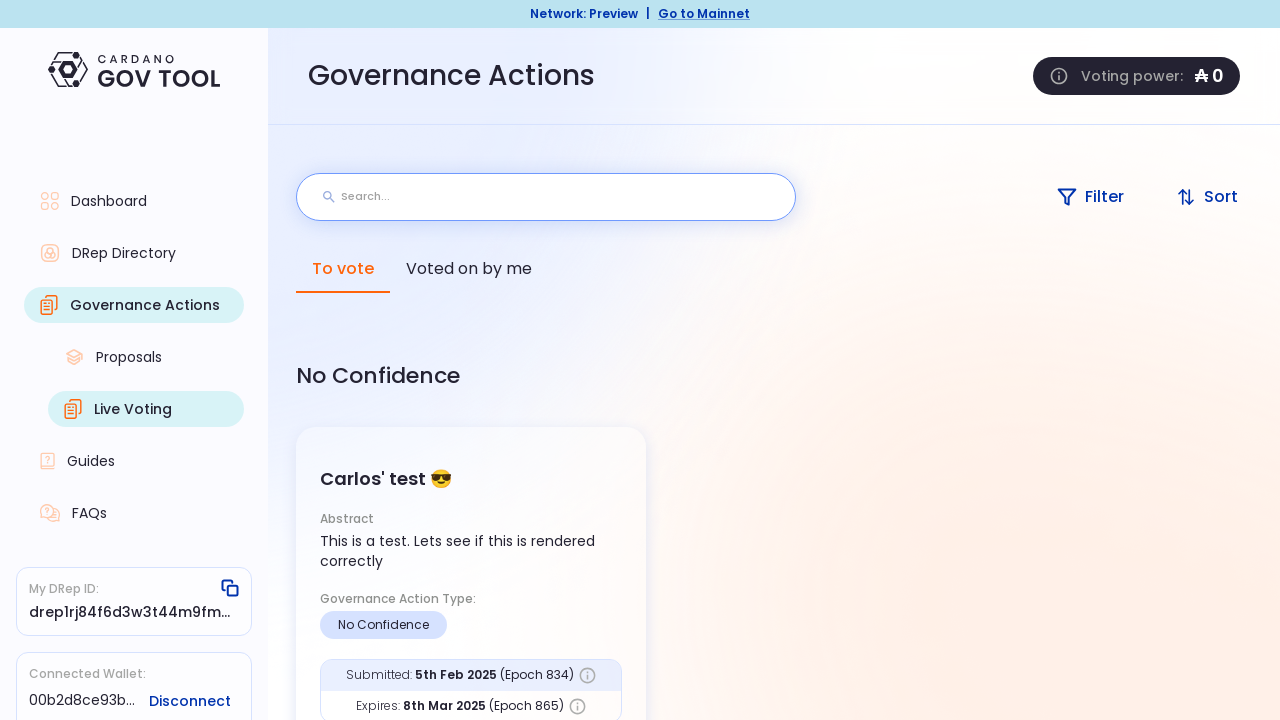 Network: Preview | Go to Mainnet
CARDANO
GOV TOOL
Governance Actions
Voting power: ₳ 0
Dashboard
DRep Directory
Governance Actions
Proposals
Live Voting
Guides
FAQs
My DRep ID:
drep1rj84f6d3w3t44m9fm...
Connected Wallet:
00b2d8ce93b... Disconnect
Search...
Filter
Sort
To vote
Voted on by me
No Confidence
Carlos' test 😎
Abstract
This is a test. Lets see if this is rendered
correctly
Governance Action Type:
No Confidence
Submitted: 5th Feb 2025 (Epoch 834)
Expires: 8th Mar 2025 (Epoch 865)